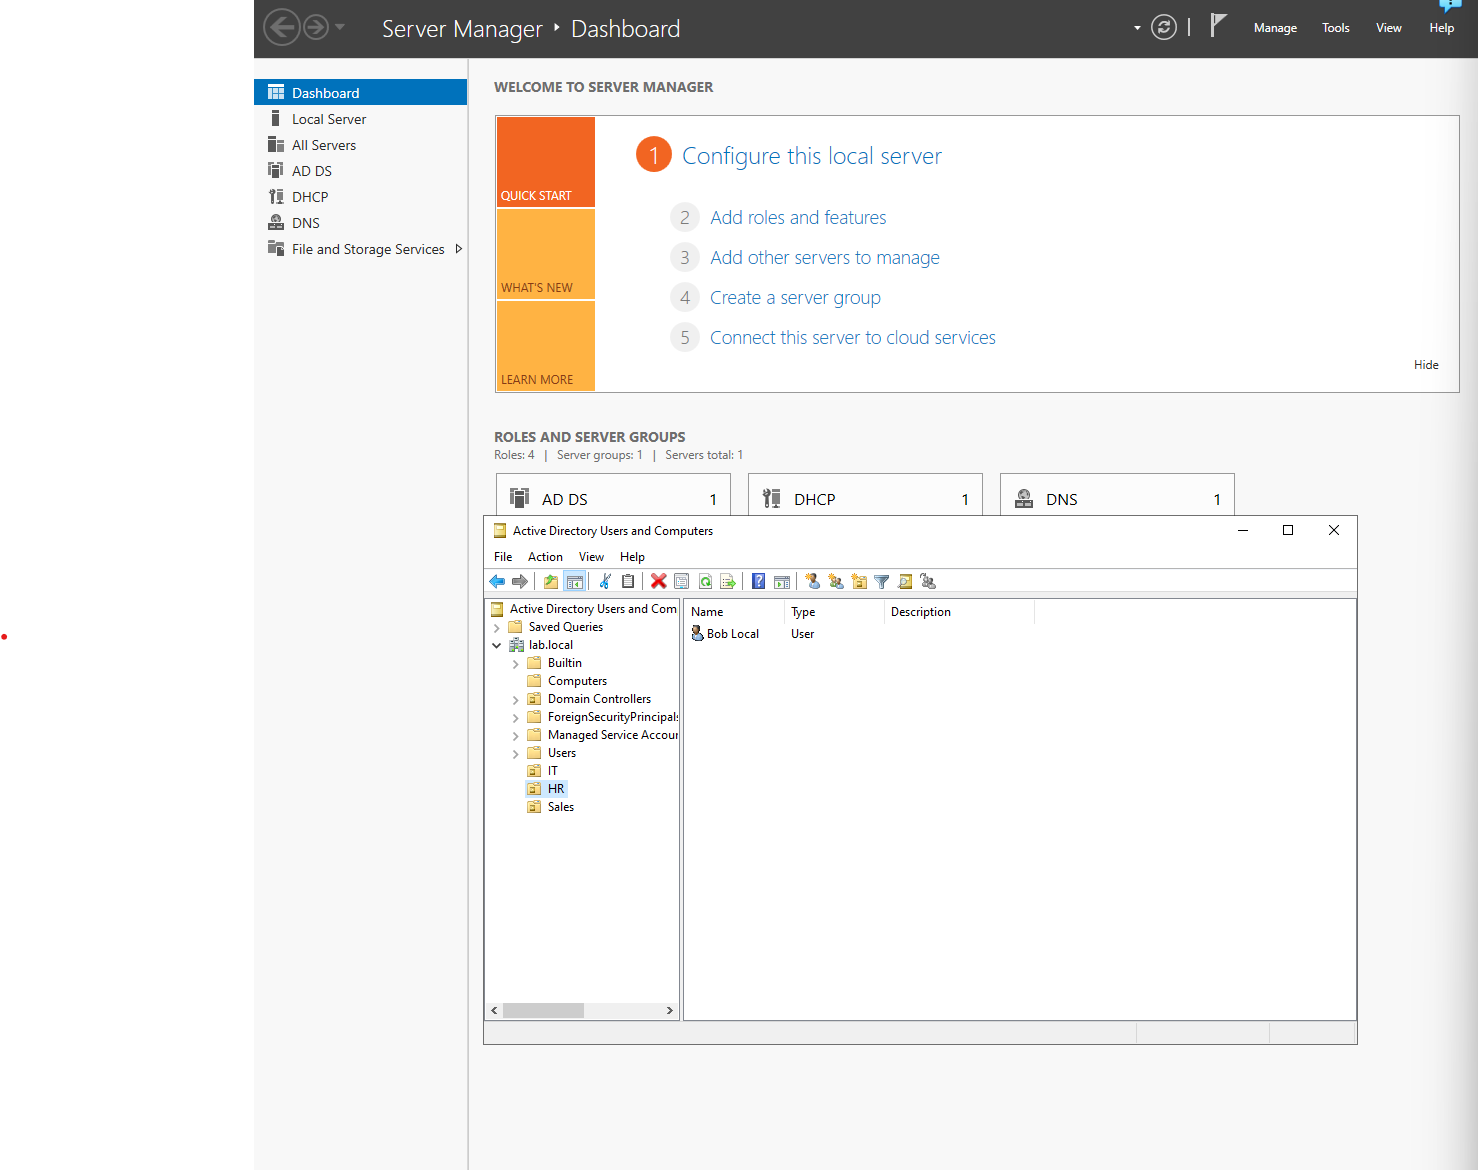 Server Manager ‣ Dashboard
Manage Tools View Help
Dashboard
Local Server
All Servers
AD DS
DHCP
DNS
File and Storage Services
WELCOME TO SERVER MANAGER
QUICK START
WHAT'S NEW
LEARN MORE
1 Configure this local server
2 Add roles and features
3 Add other servers to manage
4 Create a server group
5 Connect this server to cloud services
Hide
ROLES AND SERVER GROUPS
Roles: 4 | Server groups: 1 | Servers total: 1
AD DS 1
DHCP 1
DNS 1
Active Directory Users and Computers
File Action View Help
Active Directory Users and Com
Saved Queries
lab.local
Builtin
Computers
Domain Controllers
ForeignSecurityPrincipals
Managed Service Accour
Users
IT
HR
Sales
Name Type Description
Bob Local User